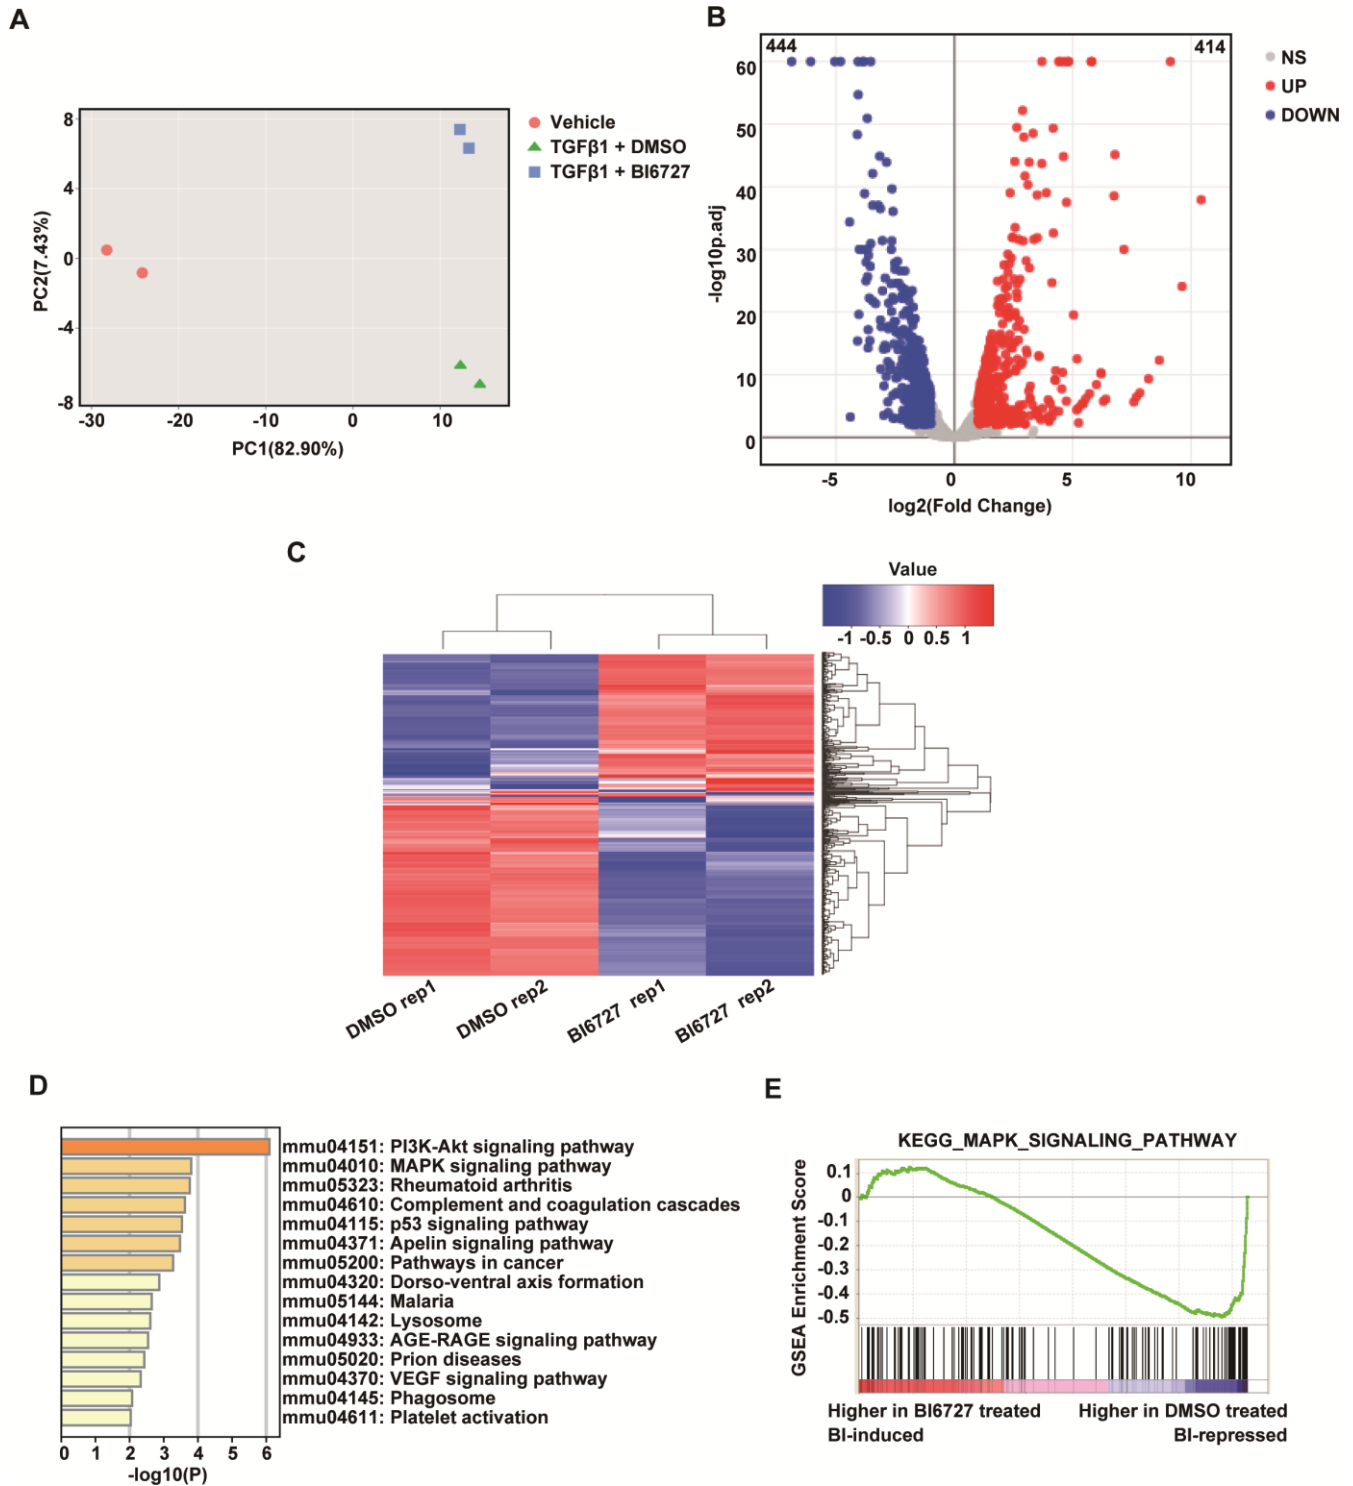 A
8
4
0
-4
-8
PC2(7.43%)
-30
-20
-10
0
10
PC1(82.90%)
Vehicle
TGFβ1 + DMSO
TGFβ1 + BI6727
B
444
414
60
50
40
30
20
10
0
-log10p.adj
-5
0
5
10
log2(Fold Change)
NS
UP
DOWN
C
Value
-1 -0.5 0 0.5 1
DMSO rep1
DMSO rep2
BI6727 rep1
BI6727 rep2
D
mmu04151: PI3K-Akt signaling pathway
mmu04010: MAPK signaling pathway
mmu05323: Rheumatoid arthritis
mmu04610: Complement and coagulation cascades
mmu04115: p53 signaling pathway
mmu04371: Apelin signaling pathway
mmu05200: Pathways in cancer
mmu04320: Dorso-ventral axis formation
mmu05144: Malaria
mmu04142: Lysosome
mmu04933: AGE-RAGE signaling pathway
mmu05020: Prion diseases
mmu04370: VEGF signaling pathway
mmu04145: Phagosome
mmu04611: Platelet activation
0 1 2 3 4 5 6
-log10(P)
E
KEGG_MAPK_SIGNALING_PATHWAY
GSEA Enrichment Score
0.1
0
-0.1
-0.2
-0.3
-0.4
-0.5
Higher in BI6727 treated
BI-induced
Higher in DMSO treated
BI-repressed